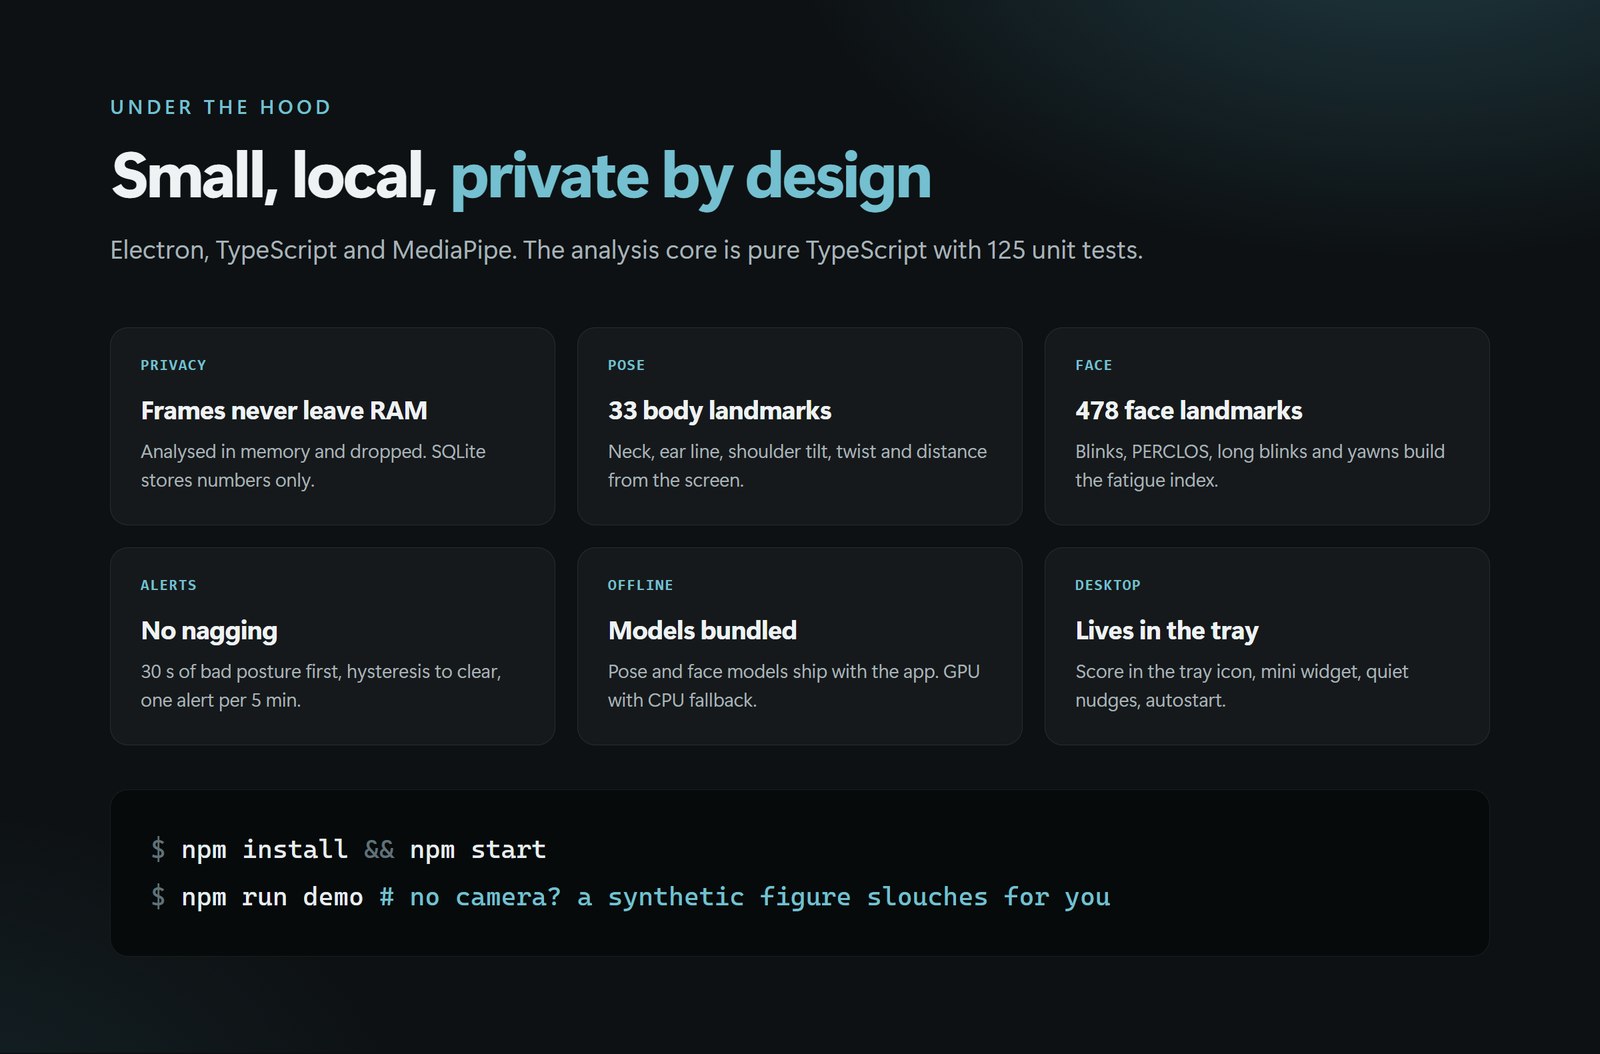 UNDER THE HOOD
Small, local, private by design
Electron, TypeScript and MediaPipe. The analysis core is pure TypeScript with 125 unit tests.
PRIVACY
Frames never leave RAM
Analysed in memory and dropped. SQLite
stores numbers only.
POSE
33 body landmarks
Neck, ear line, shoulder tilt, twist and distance
from the screen.
FACE
478 face landmarks
Blinks, PERCLOS, long blinks and yawns build
the fatigue index.
ALERTS
No nagging
30 s of bad posture first, hysteresis to clear,
one alert per 5 min.
OFFLINE
Models bundled
Pose and face models ship with the app. GPU
with CPU fallback.
DESKTOP
Lives in the tray
Score in the tray icon, mini widget, quiet
nudges, autostart.
$ npm install && npm start
$ npm run demo # no camera? a synthetic figure slouches for you